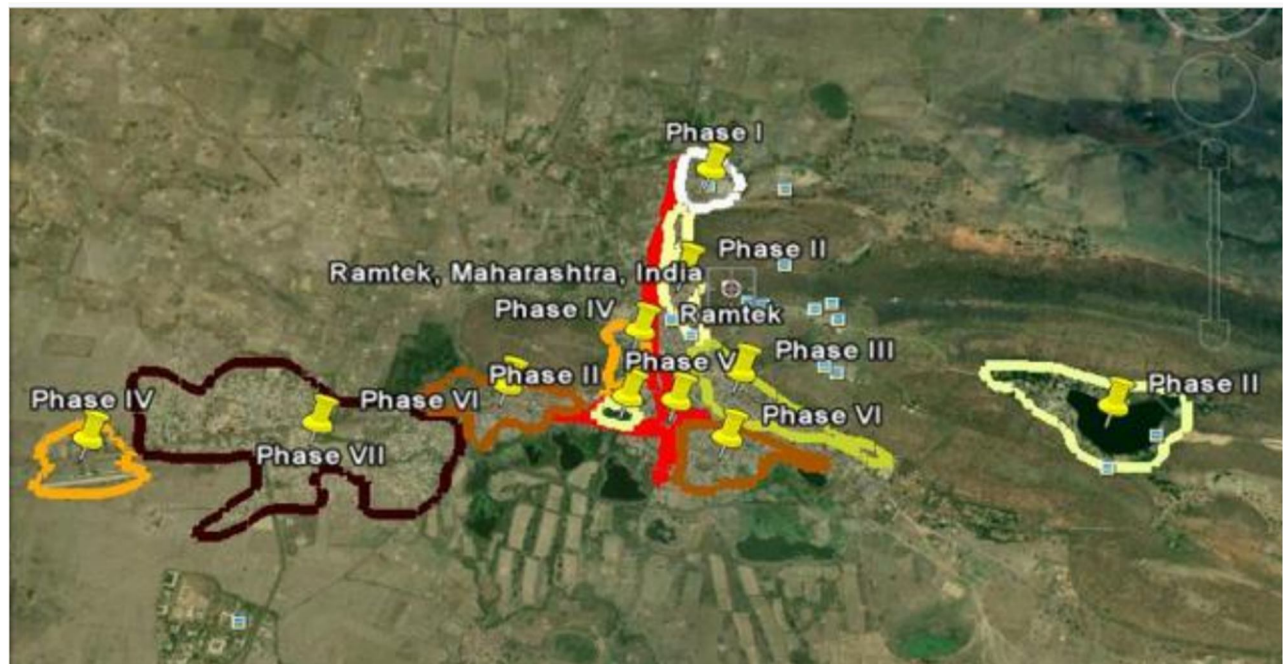 Phase I
Phase II
Ramtek, Maharashtra, India
Phase IV
Ramtek
Phase III
Phase V
Phase II
Phase II
Phase IV
Phase VI
Phase VI
Phase VII